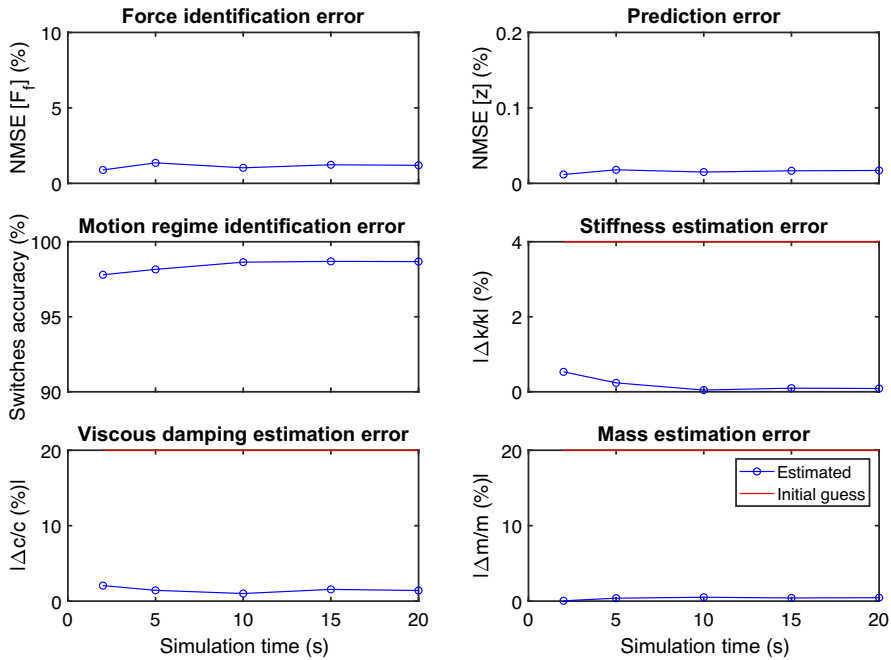 Force identification error
NMSE [F_f] (%)
10
5
0
Prediction error
NMSE [z] (%)
0.2
0.1
0
Motion regime identification error
Switches accuracy (%)
100
95
90
Stiffness estimation error
|Δk/k| (%)
4
2
0
Viscous damping estimation error
|Δc/c (%)|
20
10
0
0 5 10 15 20
Simulation time (s)
Mass estimation error
|Δm/m (%)|
20
10
0
Estimated
Initial guess
0 5 10 15 20
Simulation time (s)